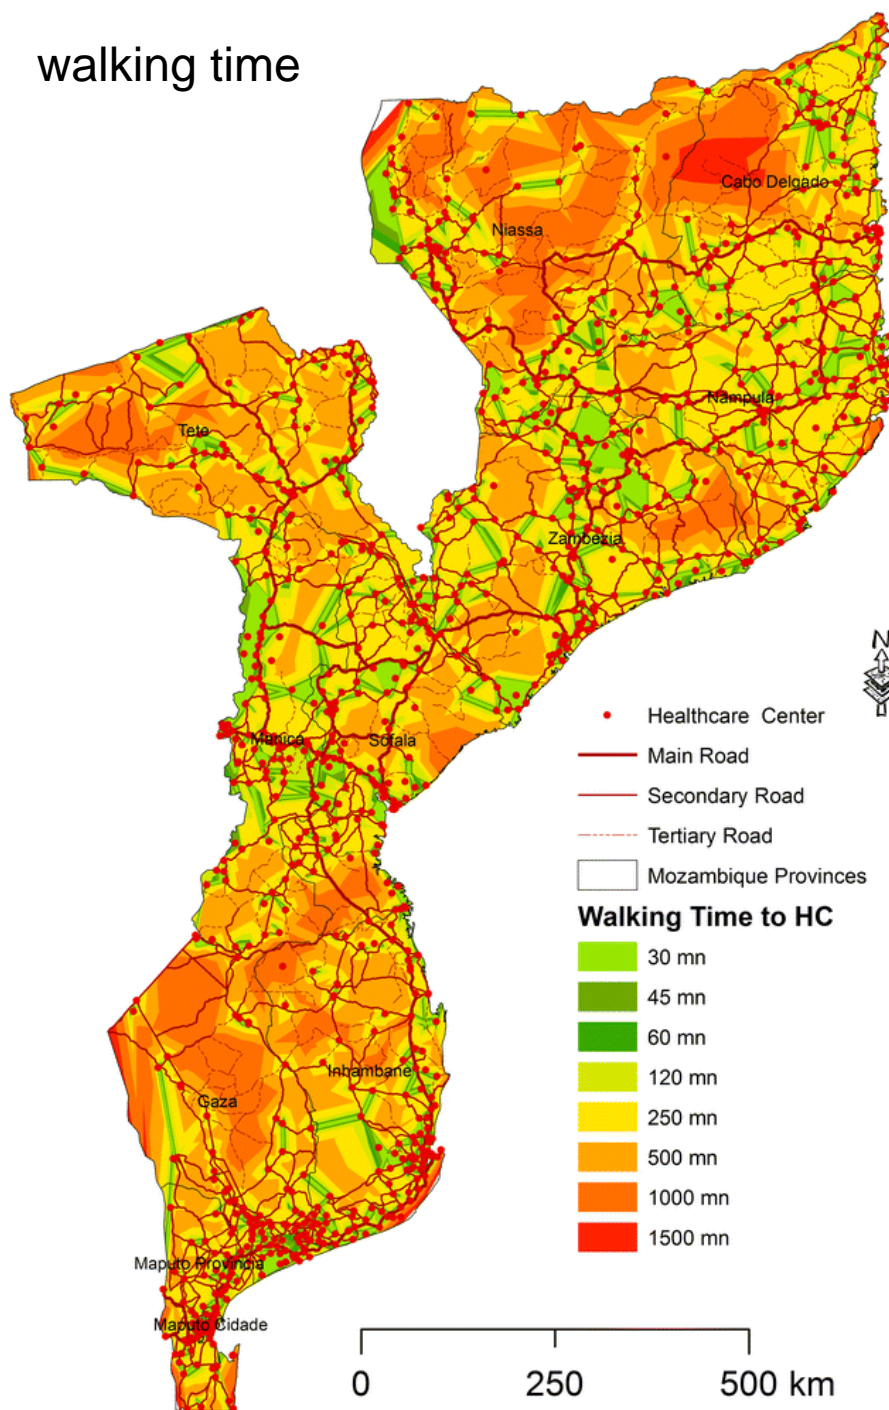 walking time
Cabo Delgado
Niassa
Nampula
Tete
Zambezia
N
Manica
Sofala
Inhambane
Gaza
Maputo Provincia
Maputo Cidade
Healthcare Center
Main Road
Secondary Road
Tertiary Road
Mozambique Provinces
Walking Time to HC
30 mn
45 mn
60 mn
120 mn
250 mn
500 mn
1000 mn
1500 mn
0 250 500 km